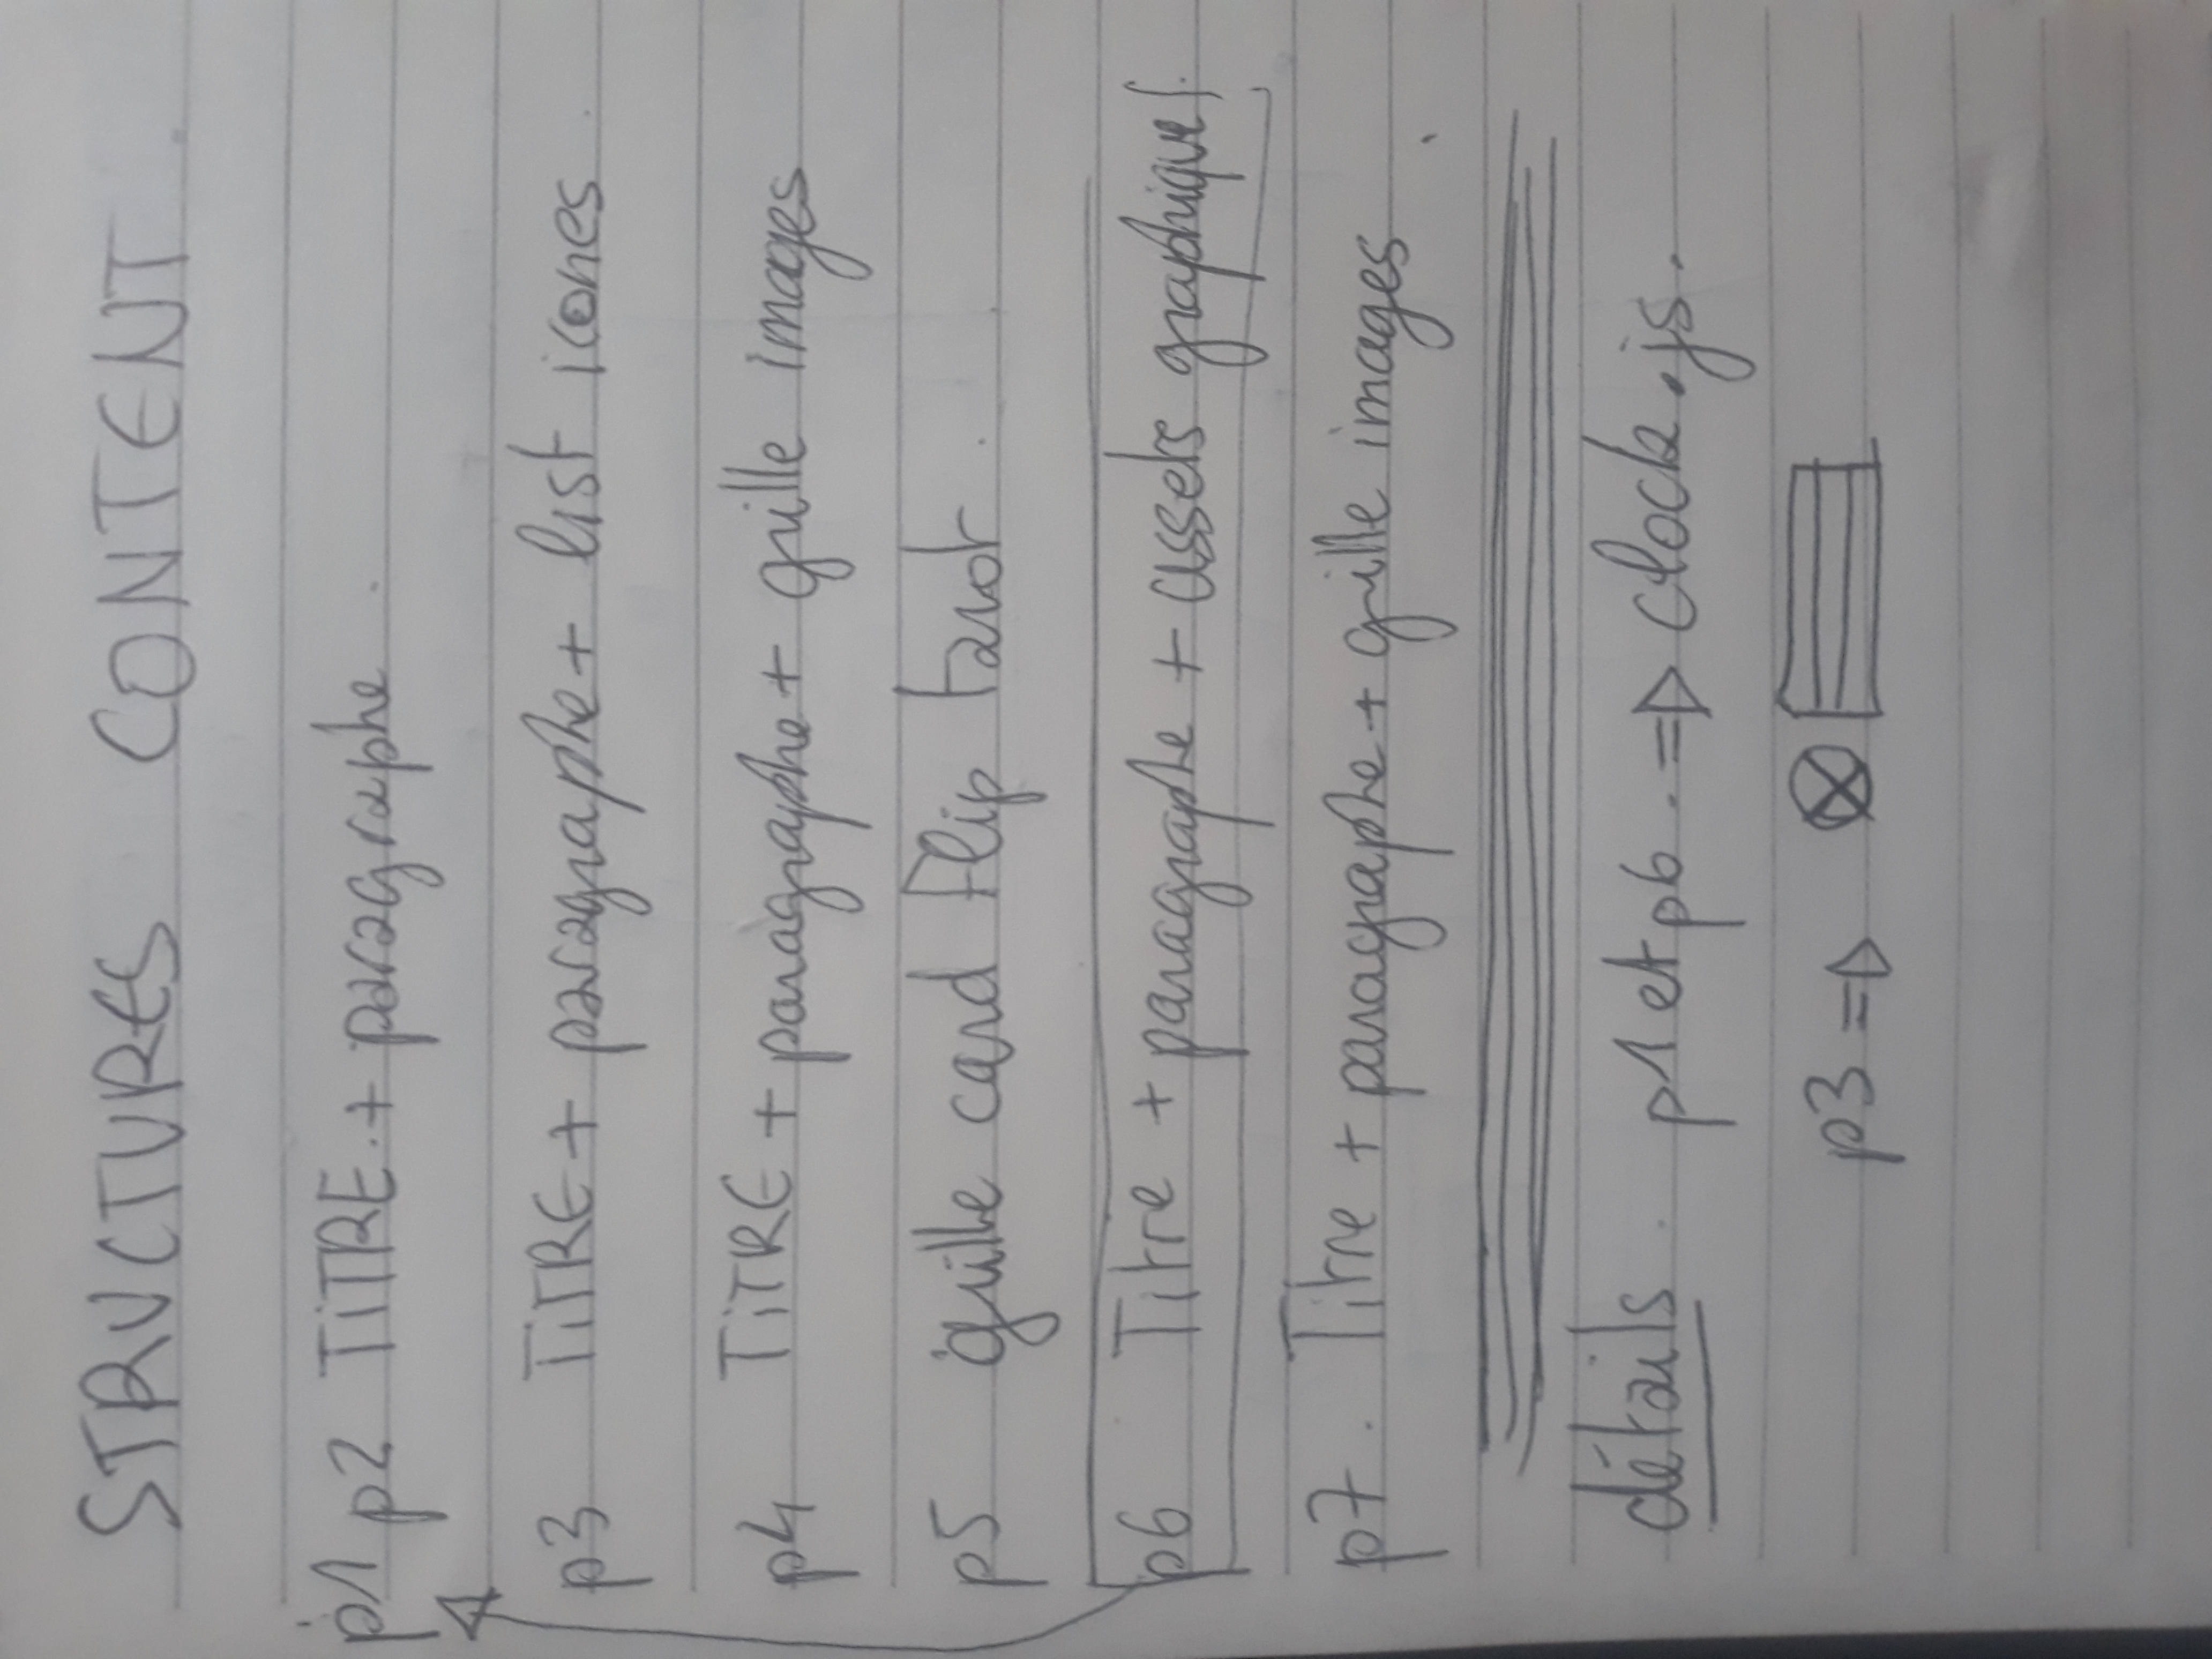 STRUCTURES CONTENT
p1 p2 TiTRE + paragraphe
p3 TiTRE + paragraphe + list icones
p4 TiTRE + paragraphe + grille images
p5 grille card Flip tarot
p6 Titre + paragraphe + assets graphiques
p7. Titre + paragraphe + grille images
détails p1 et p6 => clock.js.
p3 =>